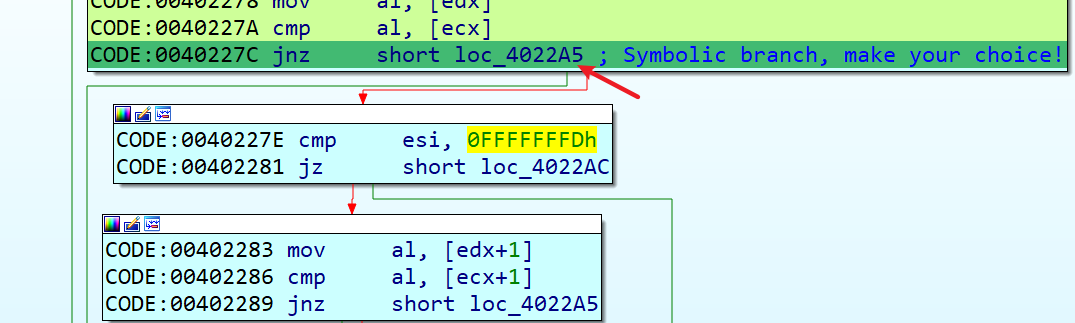 CODE:00402278 mov al, [edx]
CODE:0040227A cmp al, [ecx]
CODE:0040227C jnz short loc_4022A5 ; Symbolic branch, make your choice!
CODE:0040227E cmp esi, 0FFFFFFFDh
CODE:00402281 jz short loc_4022AC
CODE:00402283 mov al, [edx+1]
CODE:00402286 cmp al, [ecx+1]
CODE:00402289 jnz short loc_4022A5